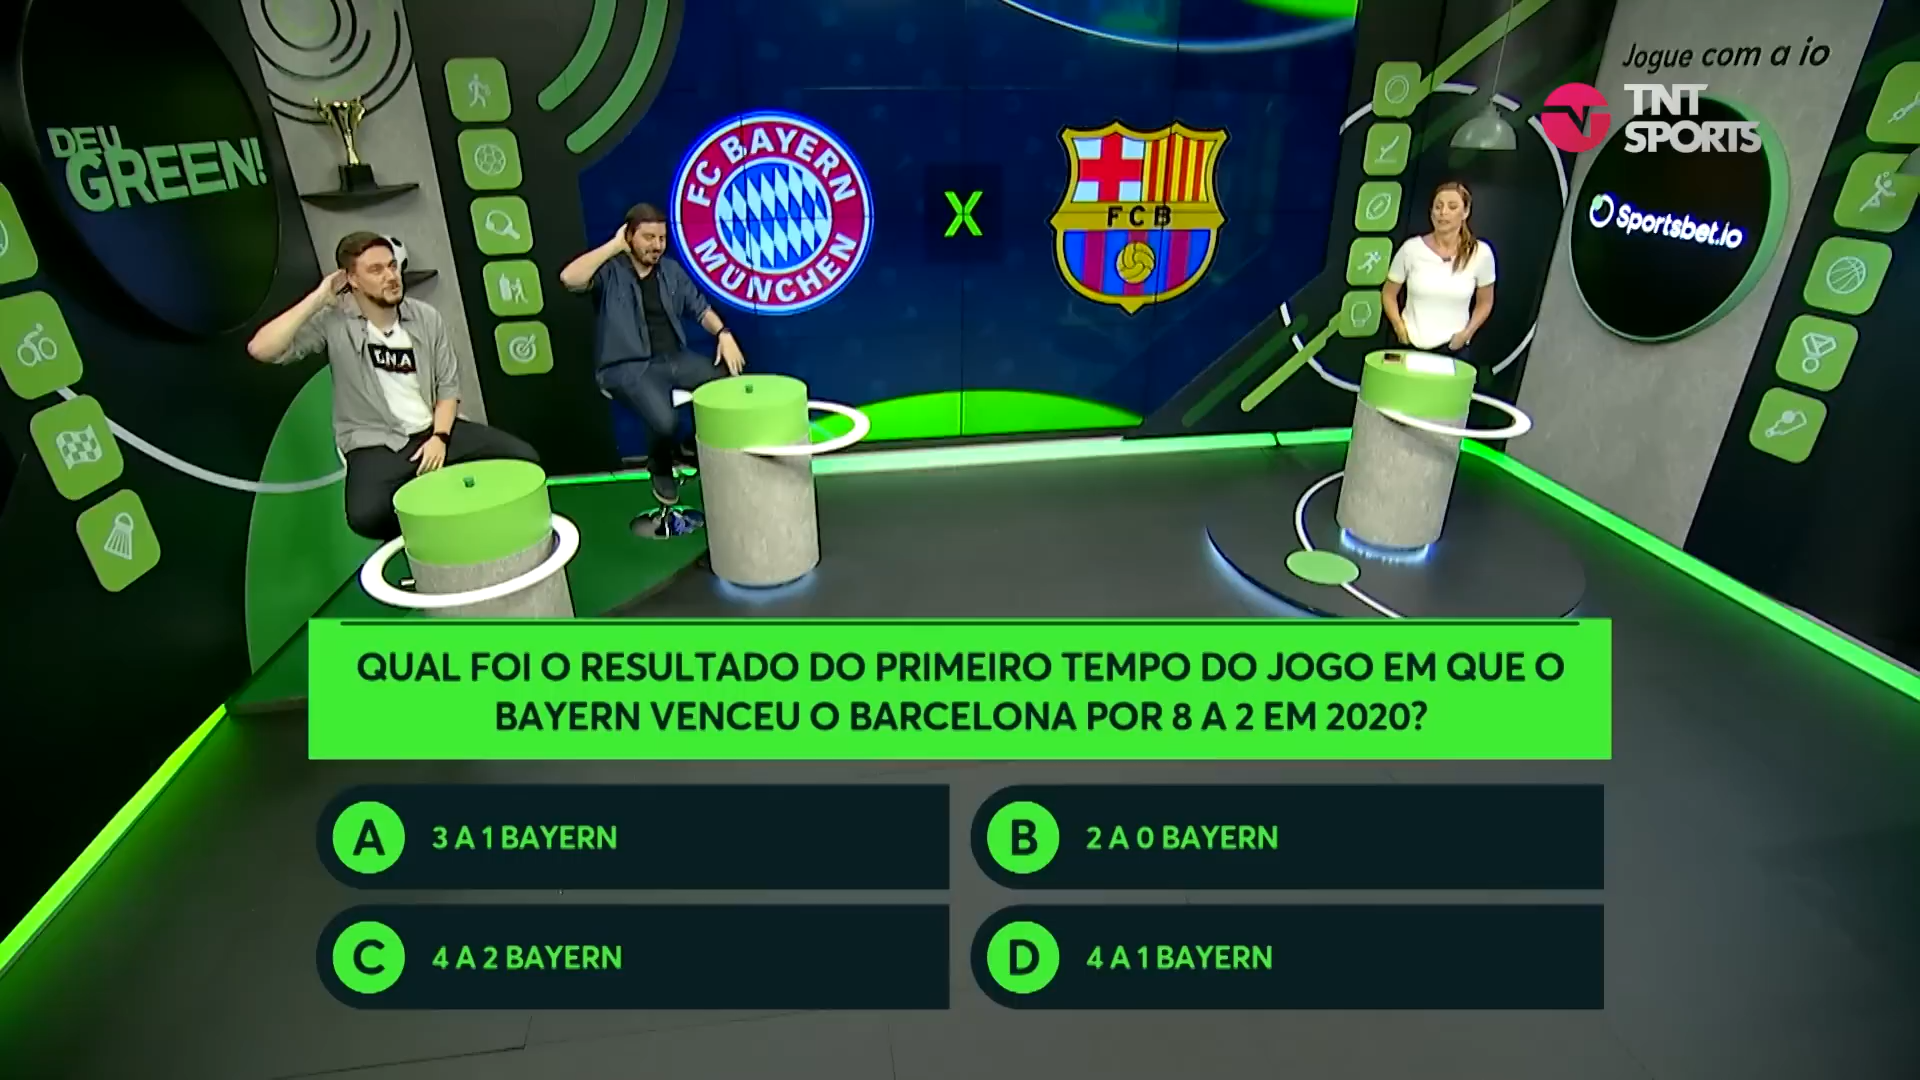 Jogue com a io
TNT
SPORTS
DEU
GREEN!
FC BAYERN
MÜNCHEN
X
FCB
Sportsbet.io
DNA
QUAL FOI O RESULTADO DO PRIMEIRO TEMPO DO JOGO EM QUE O
BAYERN VENCEU O BARCELONA POR 8 A 2 EM 2020?
A 3 A 1 BAYERN
B 2 A 0 BAYERN
C 4 A 2 BAYERN
D 4 A 1 BAYERN